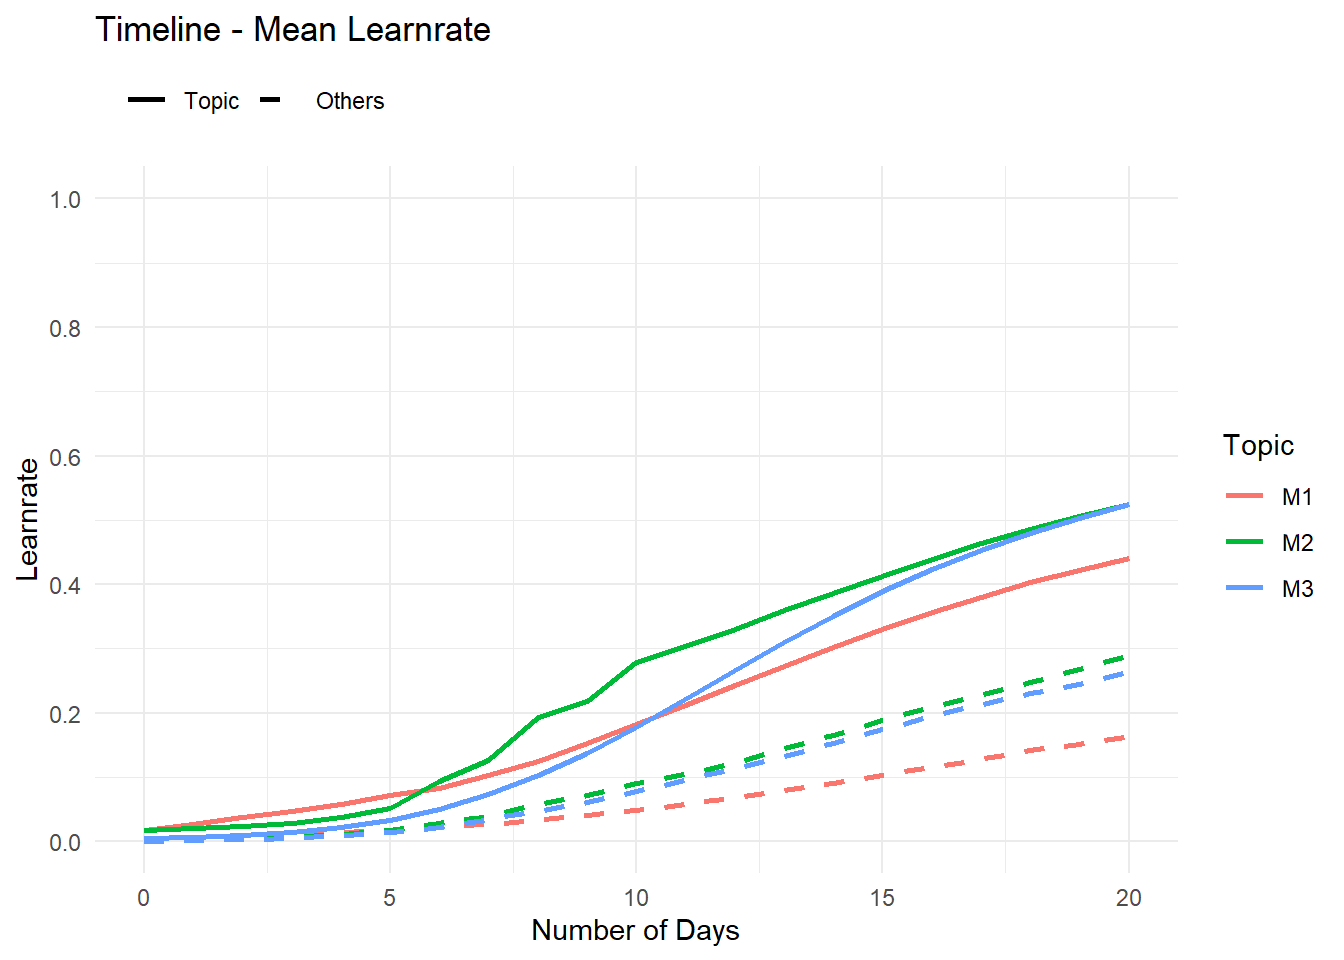 Timeline - Mean Learnrate
Topic
Others
1.0
0.8
0.6
0.4
0.2
0.0
Learnrate
0
5
10
15
20
Number of Days
Topic
M1
M2
M3